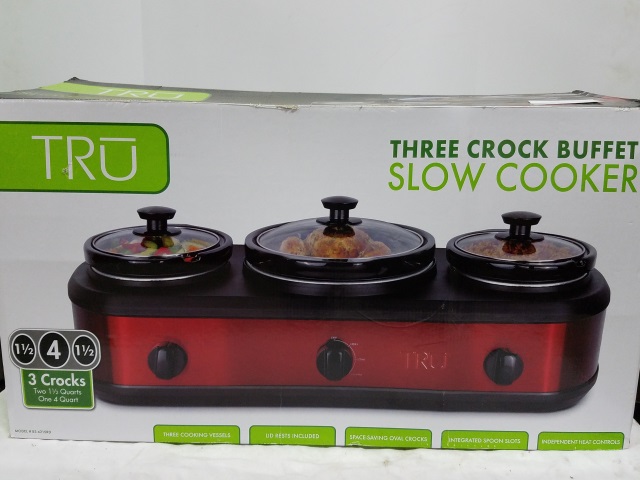 TRU
TRŪ
THREE CROCK BUFFET
SLOW COOKER
TRU
1½ 4 1½
3 Crocks
Two 1½ Quarts
One 4 Quart
THREE COOKING VESSELS
LID RESTS INCLUDED
SPACE SAVING OVAL CROCKS
INTEGRATED SPOON SLOTS
INDEPENDENT HEAT CONTROLS